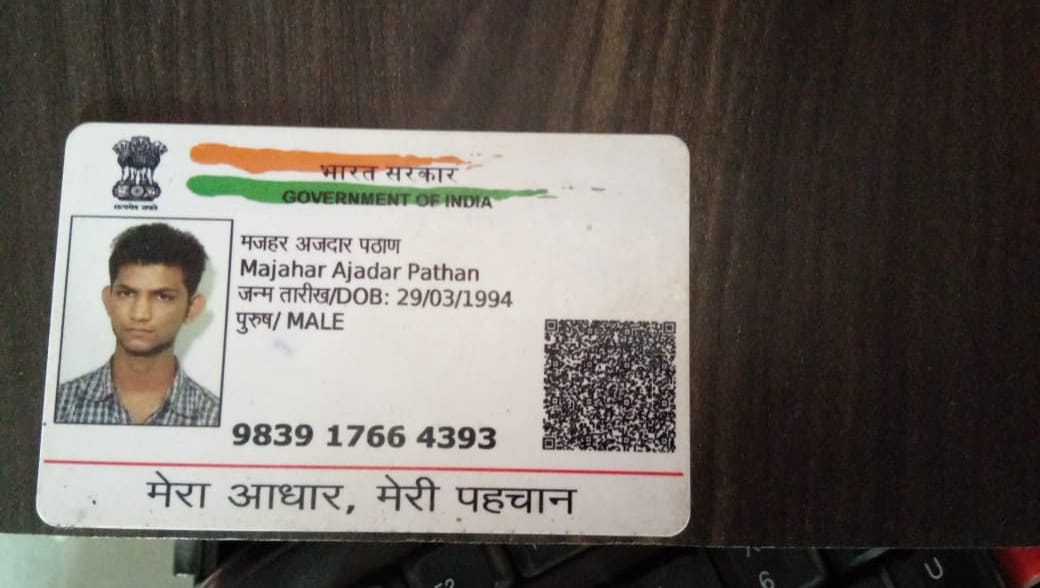 भारत सरकार
GOVERNMENT OF INDIA
सत्यमेव जयते
मजहर अजदार पठाण
Majahar Ajadar Pathan
जन्म तारीख/DOB: 29/03/1994
पुरुष/ MALE
9839 1766 4393
मेरा आधार, मेरी पहचान
6
U